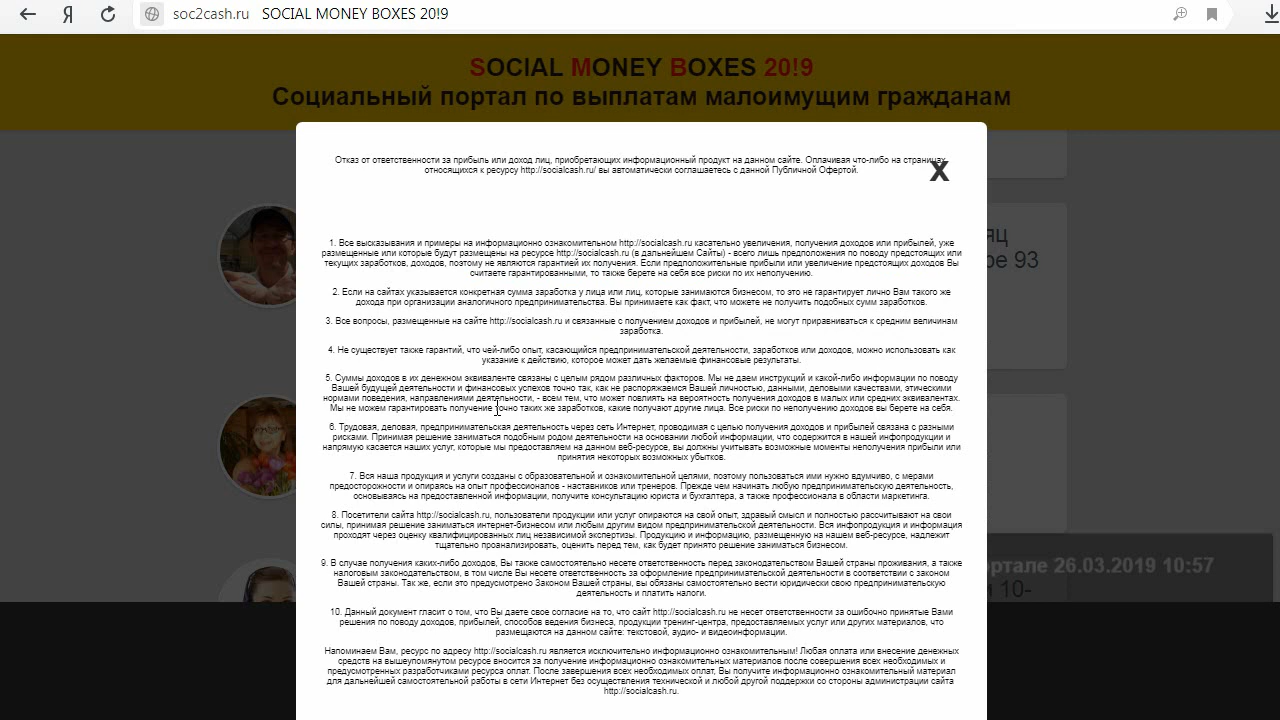 soc2cash.ru SOCIAL MONEY BOXES 20!9
SOCIAL MONEY BOXES 20!9
Социальный портал по выплатам малоимущим гражданам
Отказ от ответственности за прибыль или доход лиц, приобретающих информационный продукт на данном сайте. Оплачивая что-либо на страницах,
относящихся к ресурсу http://socialcash.ru/ вы автоматически соглашаетесь с данной Публичной Офертой.
X
1. Все высказывания и примеры на информационно ознакомительном http://socialcash.ru касательно увеличения, получения доходов или прибылей, уже
размещенные или которые будут размещены на ресурсе http://socialcash.ru (в дальнейшем Сайты) - всего лишь предположения по поводу предстоящих или
текущих заработков, доходов, поэтому не являются гарантией их получения. Если предположительные прибыли или увеличение предстоящих доходов Вы
считаете гарантированными, то также берете на себя все риски по их неполучению.
2. Если на сайтах указывается конкретная сумма заработка у лица или лиц, которые занимаются бизнесом, то это не гарантирует лично Вам такого же
дохода при организации аналогичного предпринимательства. Вы принимаете как факт, что можете не получить подобных сумм заработков.
3. Все вопросы, размещенные на сайте http://socialcash.ru и связанные с получением доходов и прибылей, не могут приравниваться к средним величинам
заработка.
4. Не существует также гарантий, что чей-либо опыт, касающийся предпринимательской деятельности, заработков или доходов, можно использовать как
указание к действию, которое может дать желаемые финансовые результаты.
5. Суммы доходов в их денежном эквиваленте связаны с целым рядом различных факторов. Мы не даем инструкций и какой-либо информации по поводу
Вашей будущей деятельности и финансовых успехов точно так, как не распоряжаемся Вашей личностью, данными, деловыми качествами, этическими
нормами поведения, направлениями деятельности, - всем тем, что может повлиять на вероятность получения доходов в малых или средних эквивалентах.
Мы не можем гарантировать получение точно таких же заработков, какие получают другие лица. Все риски по неполучению доходов вы берете на себя.
6. Трудовая, деловая, предпринимательская деятельность через сеть Интернет, проводимая с целью получения доходов и прибылей связана с разными
рисками. Принимая решение заниматься подобным родом деятельности на основании любой информации, что содержится в нашей инфопродукции и
напрямую касается наших услуг, которые мы предоставляем на данном веб-ресурсе, вы должны учитывать возможные моменты неполучения прибыли или
принятия некоторых возможных убытков.
7. Вся наша продукция и услуги созданы с образовательной и ознакомительной целями, поэтому пользоваться ими нужно вдумчиво, с мерами
предосторожности и опираясь на опыт профессионалов - наставников или тренеров. Прежде чем начинать любую предпринимательскую деятельность,
основываясь на предоставленной информации, получите консультацию юриста и бухгалтера, а также профессионала в области маркетинга.
8. Посетители сайта http://socialcash.ru, пользователи продукции или услуг опираются на свой опыт, здравый смысл и полностью рассчитывают на свои
силы, принимая решение заниматься интернет-бизнесом или любым другим видом предпринимательской деятельности. Вся инфопродукция и информация
проходят через оценку квалифицированных лиц независимой экспертизы. Продукцию и информацию, размещенную на нашем веб-ресурсе, надлежит
тщательно проанализировать, оценить перед тем, как будет принято решение заниматься бизнесом.
9. В случае получения каких-либо доходов, Вы также самостоятельно несете ответственность перед законодательством Вашей страны проживания, а также
налоговым законодательством, в том числе Вы несете ответственность за оформление предпринимательской деятельности в соответствии с законом
Вашей страны. Так же, если это предусмотрено Законом Вашей страны, вы обязаны самостоятельно вести юридически свою предпринимательскую
деятельность и платить налоги.
10. Данный документ гласит о том, что Вы даете свое согласие на то, что сайт http://socialcash.ru не несет ответственности за ошибочно принятые Вами
решения по поводу доходов, прибылей, способов ведения бизнеса, продукции тренинг-центра, предоставляемых услуг или других материалов, что
размещаются на данном сайте: текстовой, аудио- и видеоинформации.
Напоминаем Вам, ресурс по адресу http://socialcash.ru является исключительно информационно ознакомительным! Любая оплата или внесение денежных
средств на вышеупомянутом ресурсе вносится за получение информационно ознакомительных материалов после совершения всех необходимых и
предусмотренных разработчиками ресурса оплат. После завершения всех необходимых оплат, Вы получите информационно ознакомительный материал
для дальнейшей самостоятельной работы в сети Интернет без осуществления технической и любой другой поддержки со стороны администрации сайта
http://socialcash.ru.
яц
ре 93
ортале 26.03.2019 10:57
и 10-